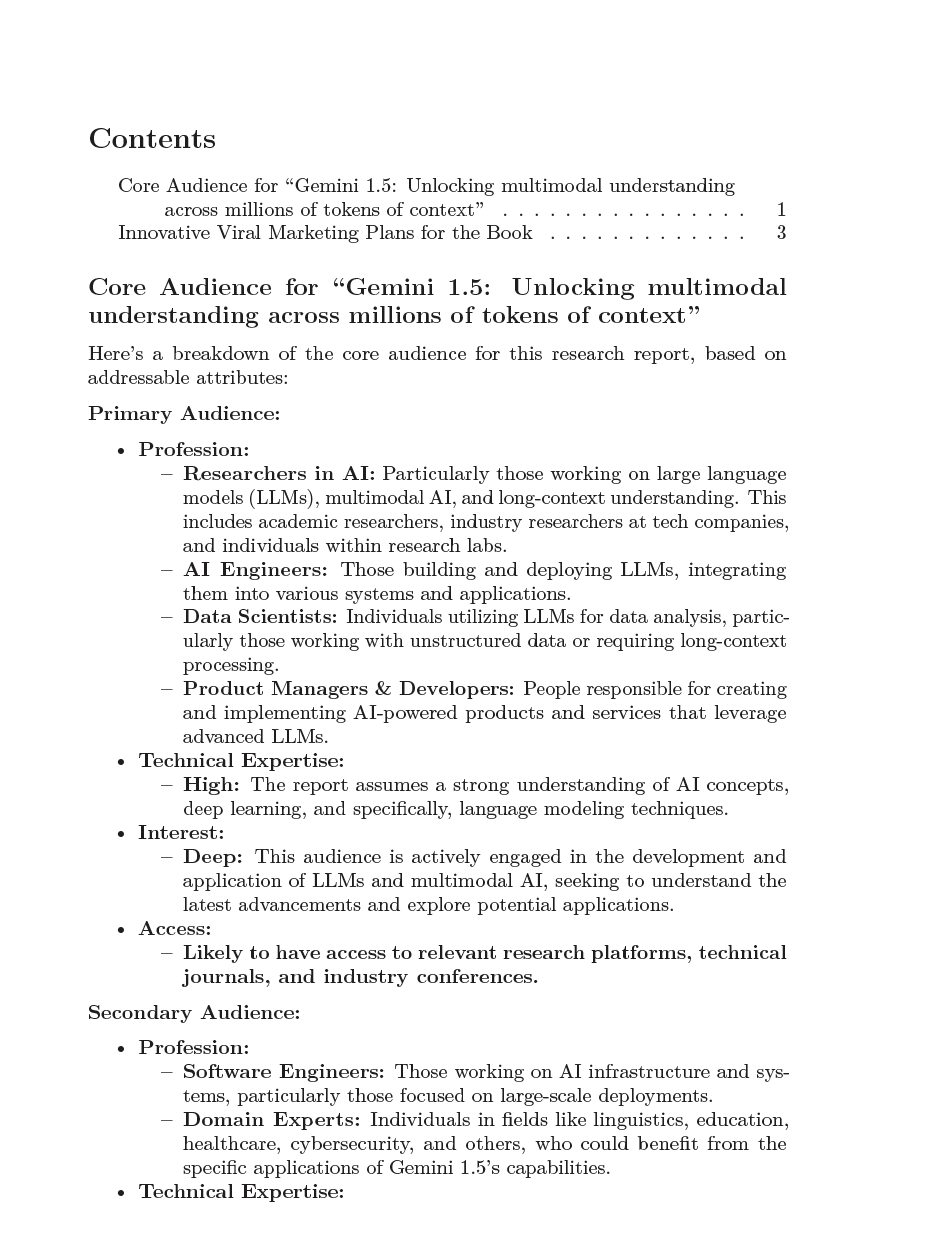 Contents
Core Audience for “Gemini 1.5: Unlocking multimodal understanding
across millions of tokens of context” . . . . . . . . . . . . . . . . 1
Innovative Viral Marketing Plans for the Book . . . . . . . . . . . . . 3
Core Audience for “Gemini 1.5: Unlocking multimodal
understanding across millions of tokens of context”
Here’s a breakdown of the core audience for this research report, based on
addressable attributes:
Primary Audience:
• Profession:
– Researchers in AI: Particularly those working on large language
models (LLMs), multimodal AI, and long-context understanding. This
includes academic researchers, industry researchers at tech companies,
and individuals within research labs.
– AI Engineers: Those building and deploying LLMs, integrating
them into various systems and applications.
– Data Scientists: Individuals utilizing LLMs for data analysis, partic-
ularly those working with unstructured data or requiring long-context
processing.
– Product Managers & Developers: People responsible for creating
and implementing AI-powered products and services that leverage
advanced LLMs.
• Technical Expertise:
– High: The report assumes a strong understanding of AI concepts,
deep learning, and specifically, language modeling techniques.
• Interest:
– Deep: This audience is actively engaged in the development and
application of LLMs and multimodal AI, seeking to understand the
latest advancements and explore potential applications.
• Access:
– Likely to have access to relevant research platforms, technical
journals, and industry conferences.
Secondary Audience:
• Profession:
– Software Engineers: Those working on AI infrastructure and sys-
tems, particularly those focused on large-scale deployments.
– Domain Experts: Individuals in fields like linguistics, education,
healthcare, cybersecurity, and others, who could benefit from the
specific applications of Gemini 1.5’s capabilities.
• Technical Expertise: